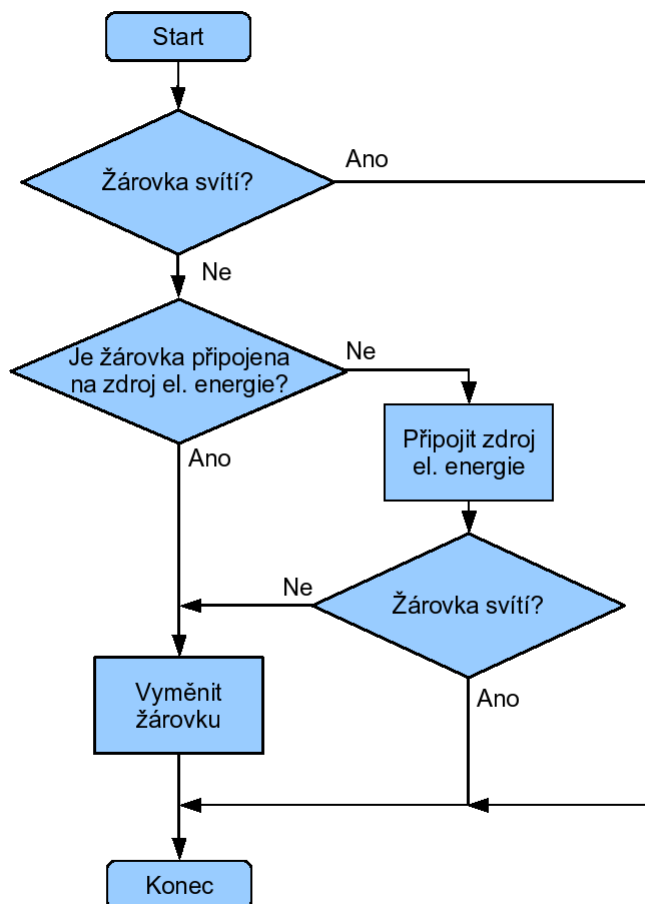 Start
Žárovka svítí?
Ano
Ne
Je žárovka připojena
na zdroj el. energie?
Ne
Ano
Připojit zdroj
el. energie
Žárovka svítí?
Ne
Ano
Vyměnit
žárovku
Konec